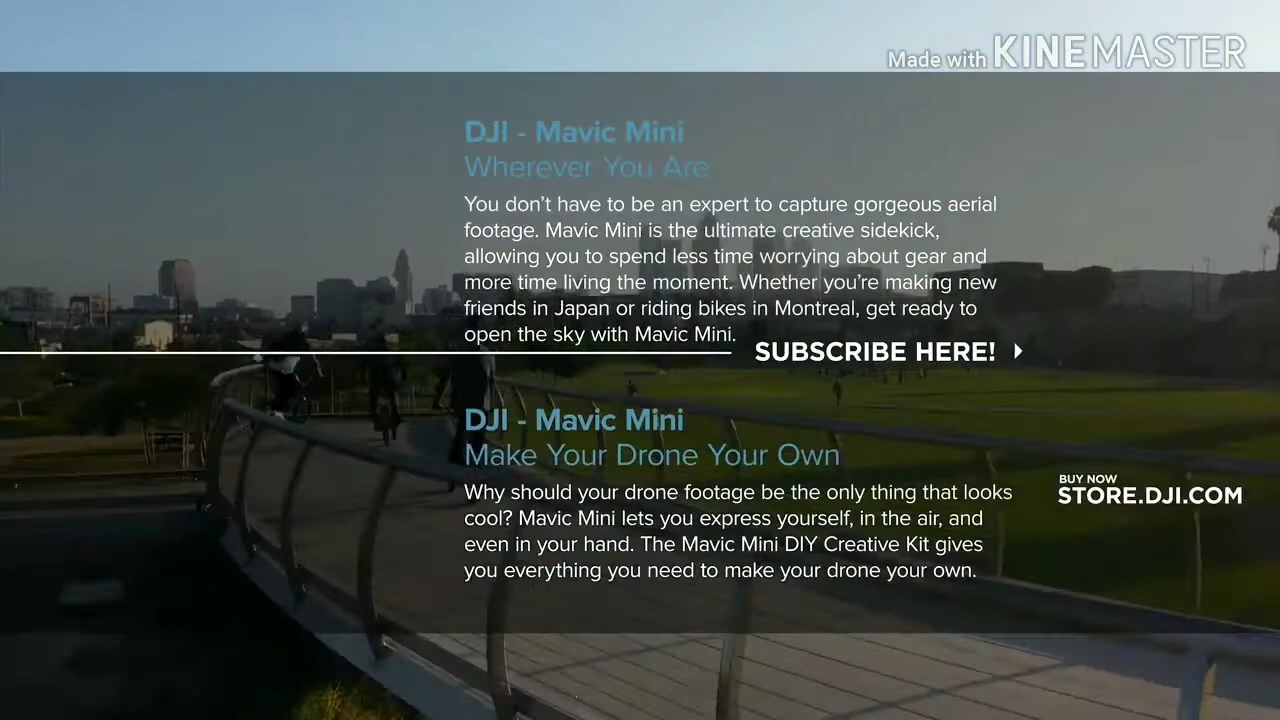 Made with KINEMASTER
DJI - Mavic Mini
Wherever You Are
You don't have to be an expert to capture gorgeous aerial
footage. Mavic Mini is the ultimate creative sidekick,
allowing you to spend less time worrying about gear and
more time living the moment. Whether you're making new
friends in Japan or riding bikes in Montreal, get ready to
open the sky with Mavic Mini.
SUBSCRIBE HERE!
DJI - Mavic Mini
Make Your Drone Your Own
Why should your drone footage be the only thing that looks
cool? Mavic Mini lets you express yourself, in the air, and
even in your hand. The Mavic Mini DIY Creative Kit gives
you everything you need to make your drone your own.
BUY NOW
STORE.DJI.COM